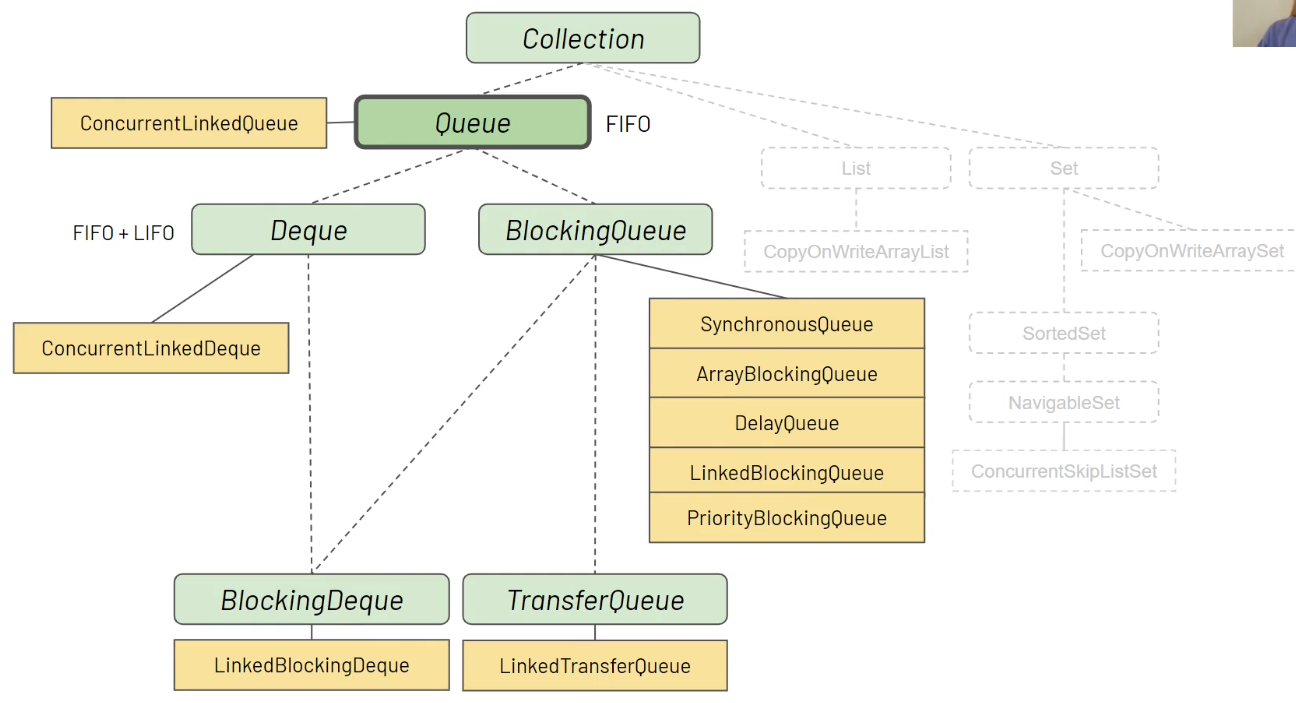 Collection
ConcurrentLinkedQueue
Queue
FIFO
List
Set
FIFO + LIFO
Deque
BlockingQueue
CopyOnWriteArrayList
CopyOnWriteArraySet
ConcurrentLinkedDeque
SynchronousQueue
SortedSet
ArrayBlockingQueue
NavigableSet
DelayQueue
LinkedBlockingQueue
ConcurrentSkipListSet
PriorityBlockingQueue
BlockingDeque
TransferQueue
LinkedBlockingDeque
LinkedTransferQueue